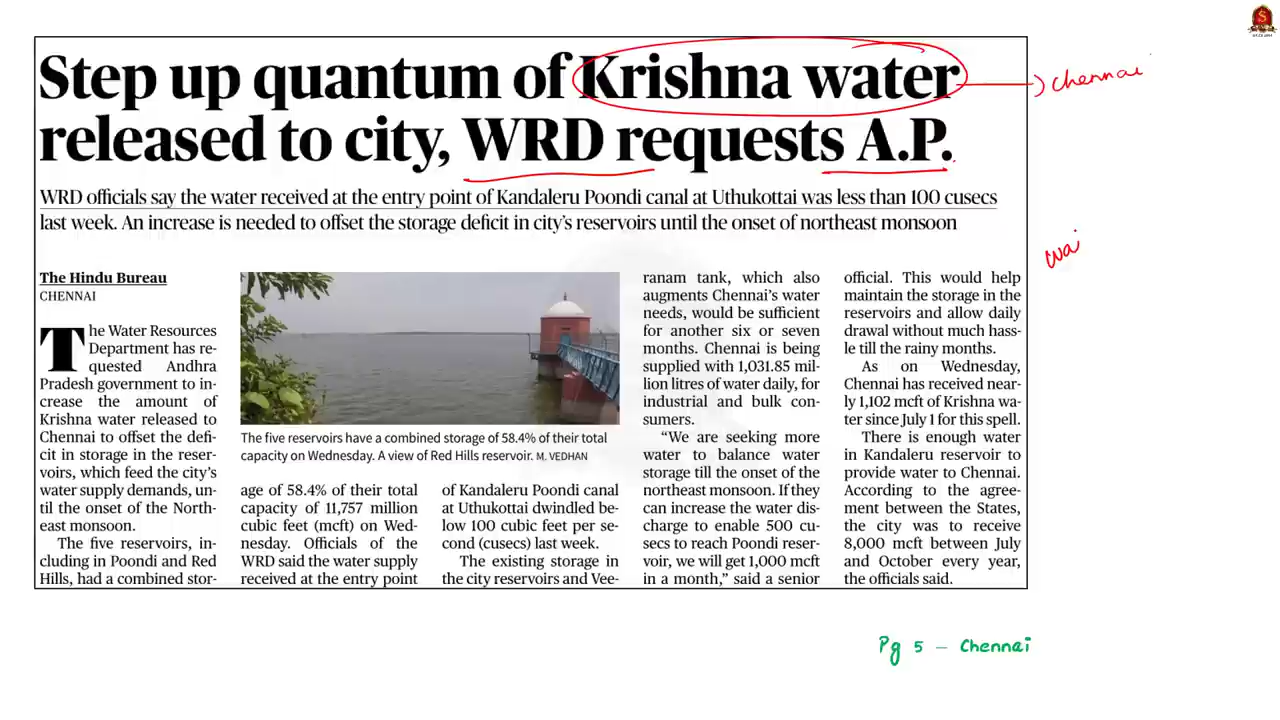 Step up quantum of Krishna water
released to city, WRD requests A.P.
chennai
WRD officials say the water received at the entry point of Kandaleru Poondi canal at Uthukottai was less than 100 cusecs
last week. An increase is needed to offset the storage deficit in city's reservoirs until the onset of northeast monsoon
wai
The Hindu Bureau
CHENNAI
The Water Resources
Department has re-
quested Andhra
Pradesh government to in-
crease the amount of
Krishna water released to
Chennai to offset the defi-
cit in storage in the reser-
voirs, which feed the city's
water supply demands, un-
til the onset of the North-
east monsoon.
The five reservoirs, in-
cluding in Poondi and Red
Hills, had a combined stor-
The five reservoirs have a combined storage of 58.4% of their total
capacity on Wednesday. A view of Red Hills reservoir. M. VEDHAN
age of 58.4% of their total
capacity of 11,757 million
cubic feet (mcft) on Wed-
nesday. Officials of the
WRD said the water supply
received at the entry point
of Kandaleru Poondi canal
at Uthukottai dwindled be-
low 100 cubic feet per se-
cond (cusecs) last week.
The existing storage in
the city reservoirs and Vee-
ranam tank, which also
augments Chennai's water
needs, would be sufficient
for another six or seven
months. Chennai is being
supplied with 1,031.85 mil-
lion litres of water daily, for
industrial and bulk con-
sumers.
"We are seeking more
water to balance water
storage till the onset of the
northeast monsoon. If they
can increase the water dis-
charge to enable 500 cu-
secs to reach Poondi reser-
voir, we will get 1,000 mcft
in a month," said a senior
official. This would help
maintain the storage in the
reservoirs and allow daily
drawal without much hass-
le till the rainy months.
As on Wednesday,
Chennai has received near-
ly 1,102 mcft of Krishna wa-
ter since July 1 for this spell.
There is enough water
in Kandaleru reservoir to
provide water to Chennai.
According to the agree-
ment between the States,
the city was to receive
8,000 mcft between July
and October every year,
the officials said.
Pg 5 – Chennai